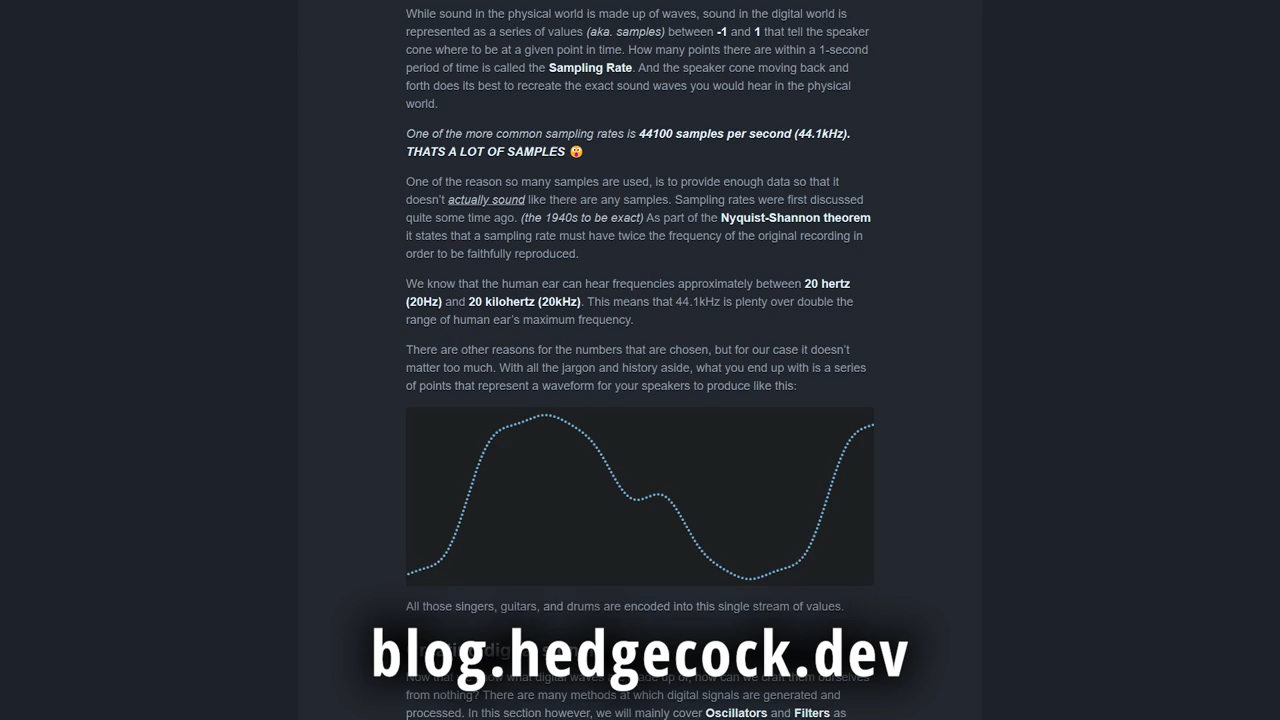 While sound in the physical world is made up of waves, sound in the digital world is
represented as a series of values (aka. samples) between -1 and 1 that tell the speaker
cone where to be at a given point in time. How many points there are within a 1-second
period of time is called the Sampling Rate. And the speaker cone moving back and
forth does its best to recreate the exact sound waves you would hear in the physical
world.
One of the more common sampling rates is 44100 samples per second (44.1kHz).
THATS A LOT OF SAMPLES 😲
One of the reason so many samples are used, is to provide enough data so that it
doesn’t actually sound like there are any samples. Sampling rates were first discussed
quite some time ago. (the 1940s to be exact) As part of the Nyquist-Shannon theorem
it states that a sampling rate must have twice the frequency of the original recording in
order to be faithfully reproduced.
We know that the human ear can hear frequencies approximately between 20 hertz
(20Hz) and 20 kilohertz (20kHz). This means that 44.1kHz is plenty over double the
range of human ear’s maximum frequency.
There are other reasons for the numbers that are chosen, but for our case it doesn’t
matter too much. With all the jargon and history aside, what you end up with is a series
of points that represent a waveform for your speakers to produce like this:
All those singers, guitars, and drums are encoded into this single stream of values.
blog.hedgecock.dev
from nothing? There are many methods at which digital signals are generated and
processed. In this section however, we will mainly cover Oscillators and Filters as